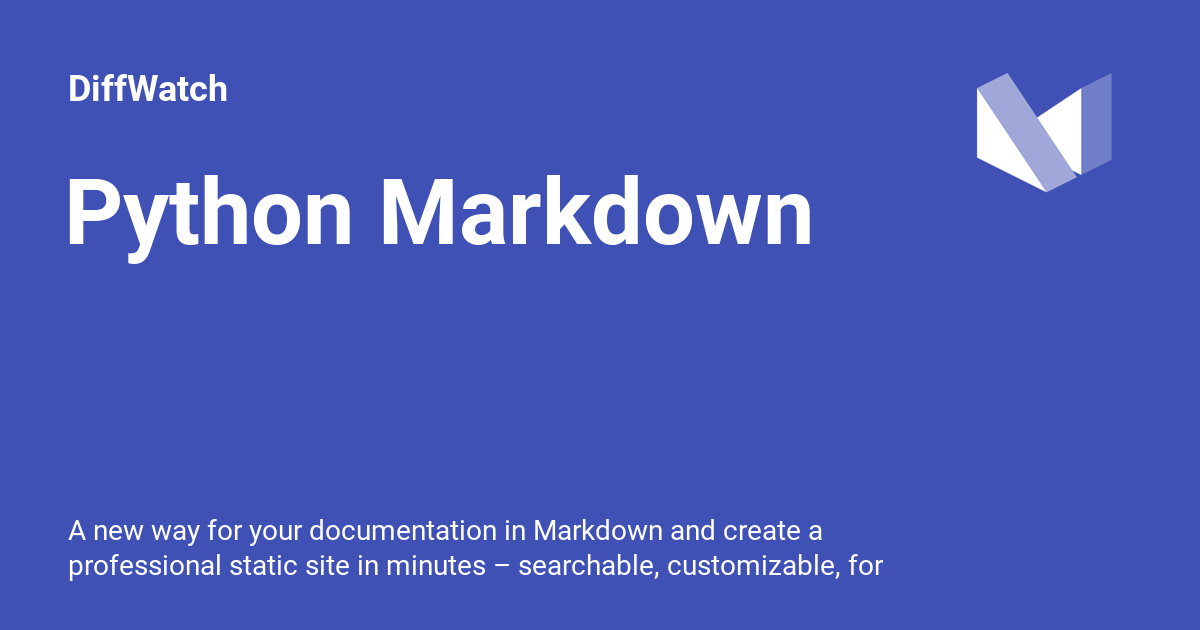 DiffWatch
Python Markdown
A new way for your documentation in Markdown and create a
professional static site in minutes – searchable, customizable, for